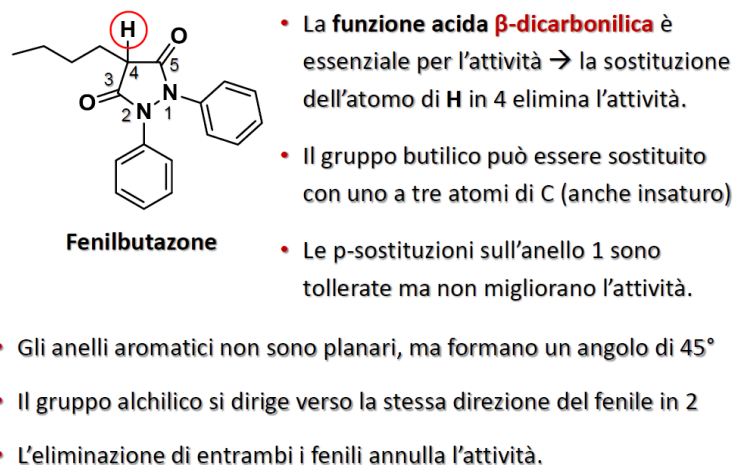 H
O
5
4
3
O
N
1
2
N
Fenilbutazone
• La funzione acida β-dicarbonilica è
essenziale per l'attività → la sostituzione
dell'atomo di H in 4 elimina l'attività.
• Il gruppo butilico può essere sostituito
con uno a tre atomi di C (anche insaturo)
• Le p-sostituzioni sull'anello 1 sono
tollerate ma non migliorano l'attività.
• Gli anelli aromatici non sono planari, ma formano un angolo di 45°
• Il gruppo alchilico si dirige verso la stessa direzione del fenile in 2
• L'eliminazione di entrambi i fenili annulla l'attività.